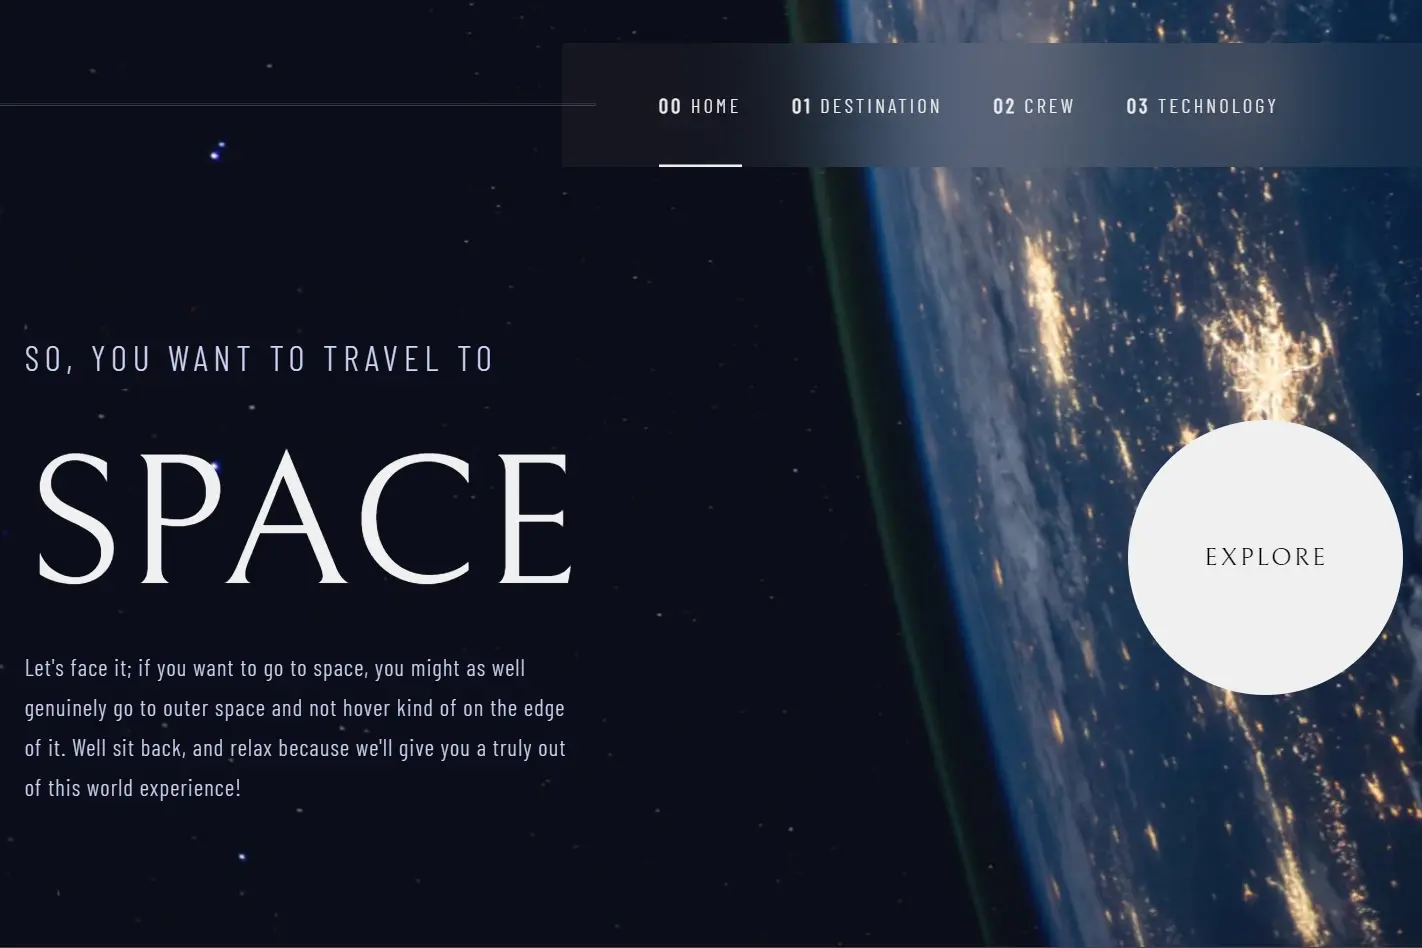 00 HOME 01 DESTINATION 02 CREW 03 TECHNOLOGY
SO, YOU WANT TO TRAVEL TO
SPACE
Let's face it; if you want to go to space, you might as well
genuinely go to outer space and not hover kind of on the edge
of it. Well sit back, and relax because we'll give you a truly out
of this world experience!
EXPLORE